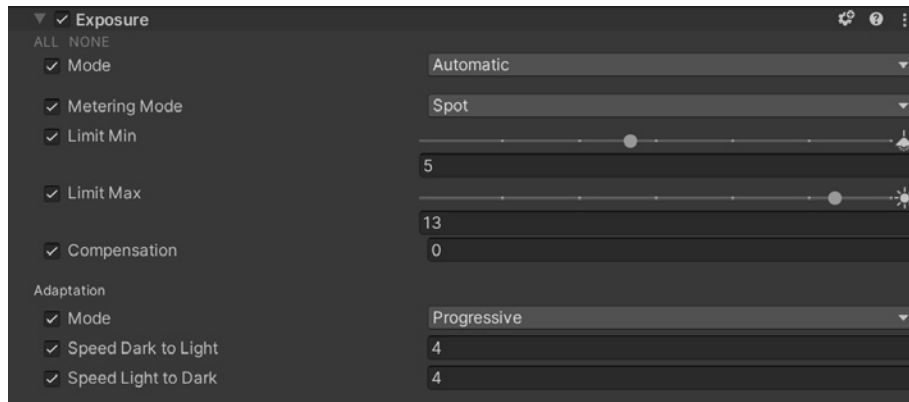 Exposure
ALL NONE
Mode Automatic
Metering Mode Spot
Limit Min
5
Limit Max
13
Compensation 0
Adaptation
Mode Progressive
Speed Dark to Light 4
Speed Light to Dark 4